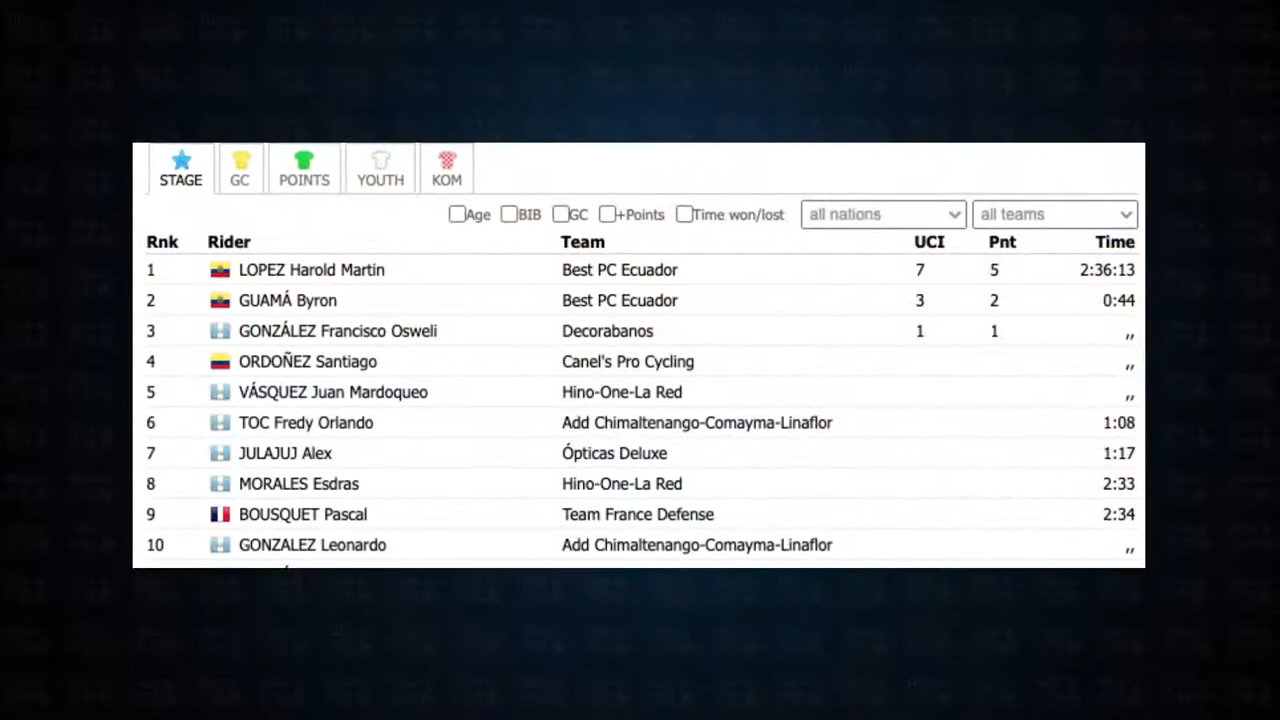 STAGE GC POINTS YOUTH KOM
Age BIB GC +Points Time won/lost all nations all teams
Rnk Rider Team UCI Pnt Time
1 LOPEZ Harold Martin Best PC Ecuador 7 5 2:36:13
2 GUAMÁ Byron Best PC Ecuador 3 2 0:44
3 GONZÁLEZ Francisco Osweli Decorabanos 1 1 ,,
4 ORDOÑEZ Santiago Canel's Pro Cycling ,,
5 VÁSQUEZ Juan Mardoqueo Hino-One-La Red ,,
6 TOC Fredy Orlando Add Chimaltenango-Comayma-Linaflor 1:08
7 JULAJUJ Alex Ópticas Deluxe 1:17
8 MORALES Esdras Hino-One-La Red 2:33
9 BOUSQUET Pascal Team France Defense 2:34
10 GONZALEZ Leonardo Add Chimaltenango-Comayma-Linaflor ,,